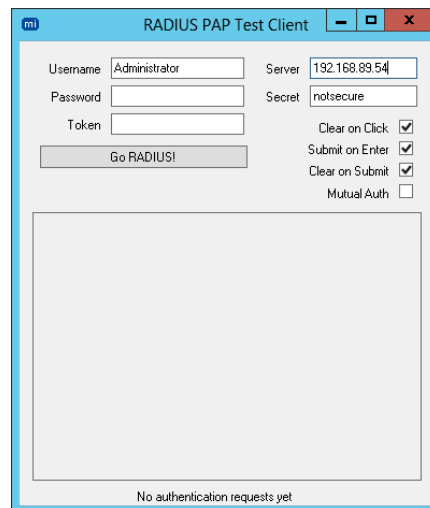 mi RADIUS PAP Test Client
Username Administrator Server 192.168.89.54
Password Secret notsecure
Token Clear on Click
Go RADIUS! Submit on Enter
Clear on Submit
Mutual Auth
No authentication requests yet